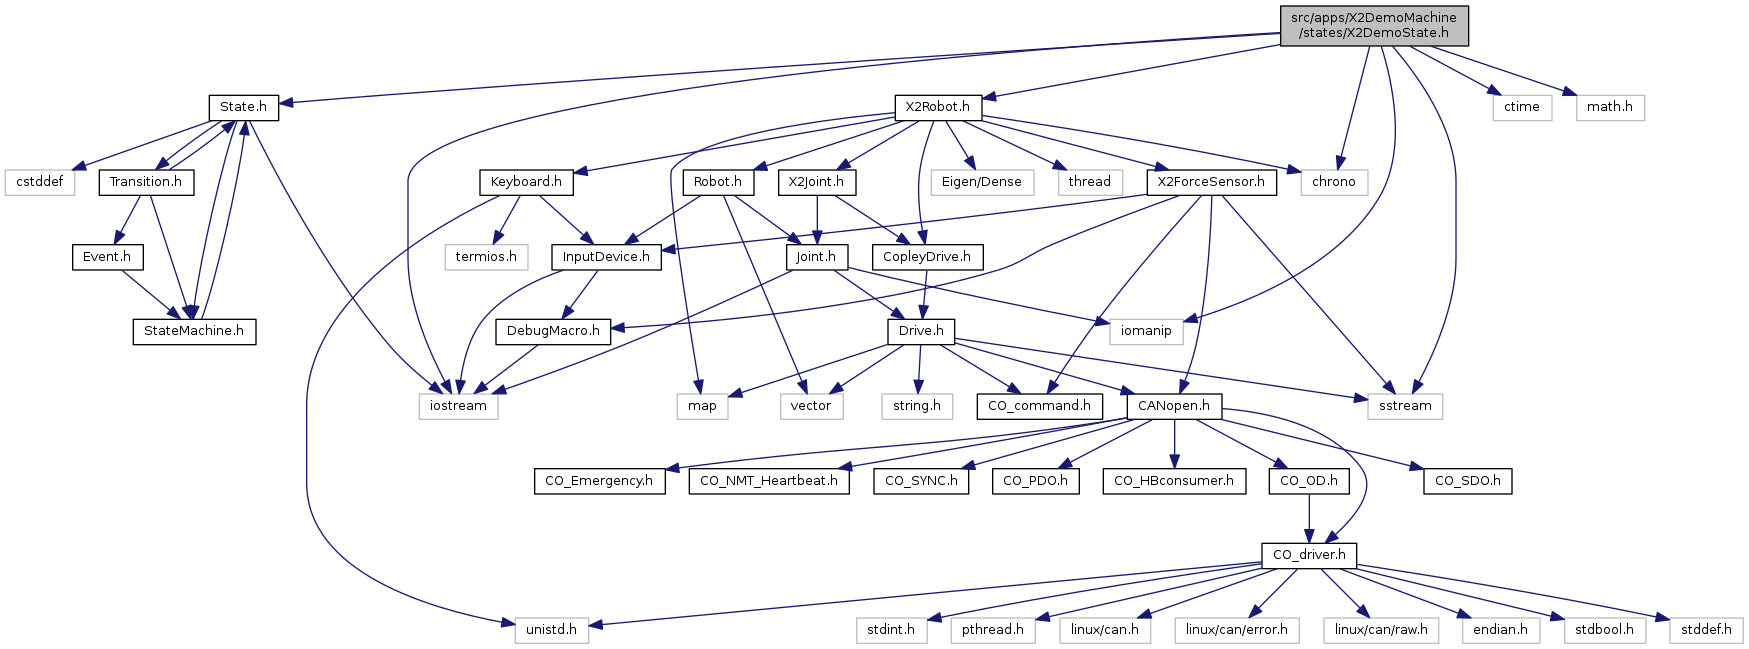 src/apps/X2DemoMachine
/states/X2DemoState.h
State.h
X2Robot.h
ctime
math.h
cstddef
Transition.h
Keyboard.h
Robot.h
X2Joint.h
Eigen/Dense
thread
X2ForceSensor.h
chrono
Event.h
termios.h
InputDevice.h
Joint.h
CopleyDrive.h
StateMachine.h
DebugMacro.h
Drive.h
iomanip
iostream
map
vector
string.h
CO_command.h
CANopen.h
sstream
CO_Emergency.h
CO_NMT_Heartbeat.h
CO_SYNC.h
CO_PDO.h
CO_HBconsumer.h
CO_OD.h
CO_SDO.h
CO_driver.h
unistd.h
stdint.h
pthread.h
linux/can.h
linux/can/error.h
linux/can/raw.h
endian.h
stdbool.h
stddef.h